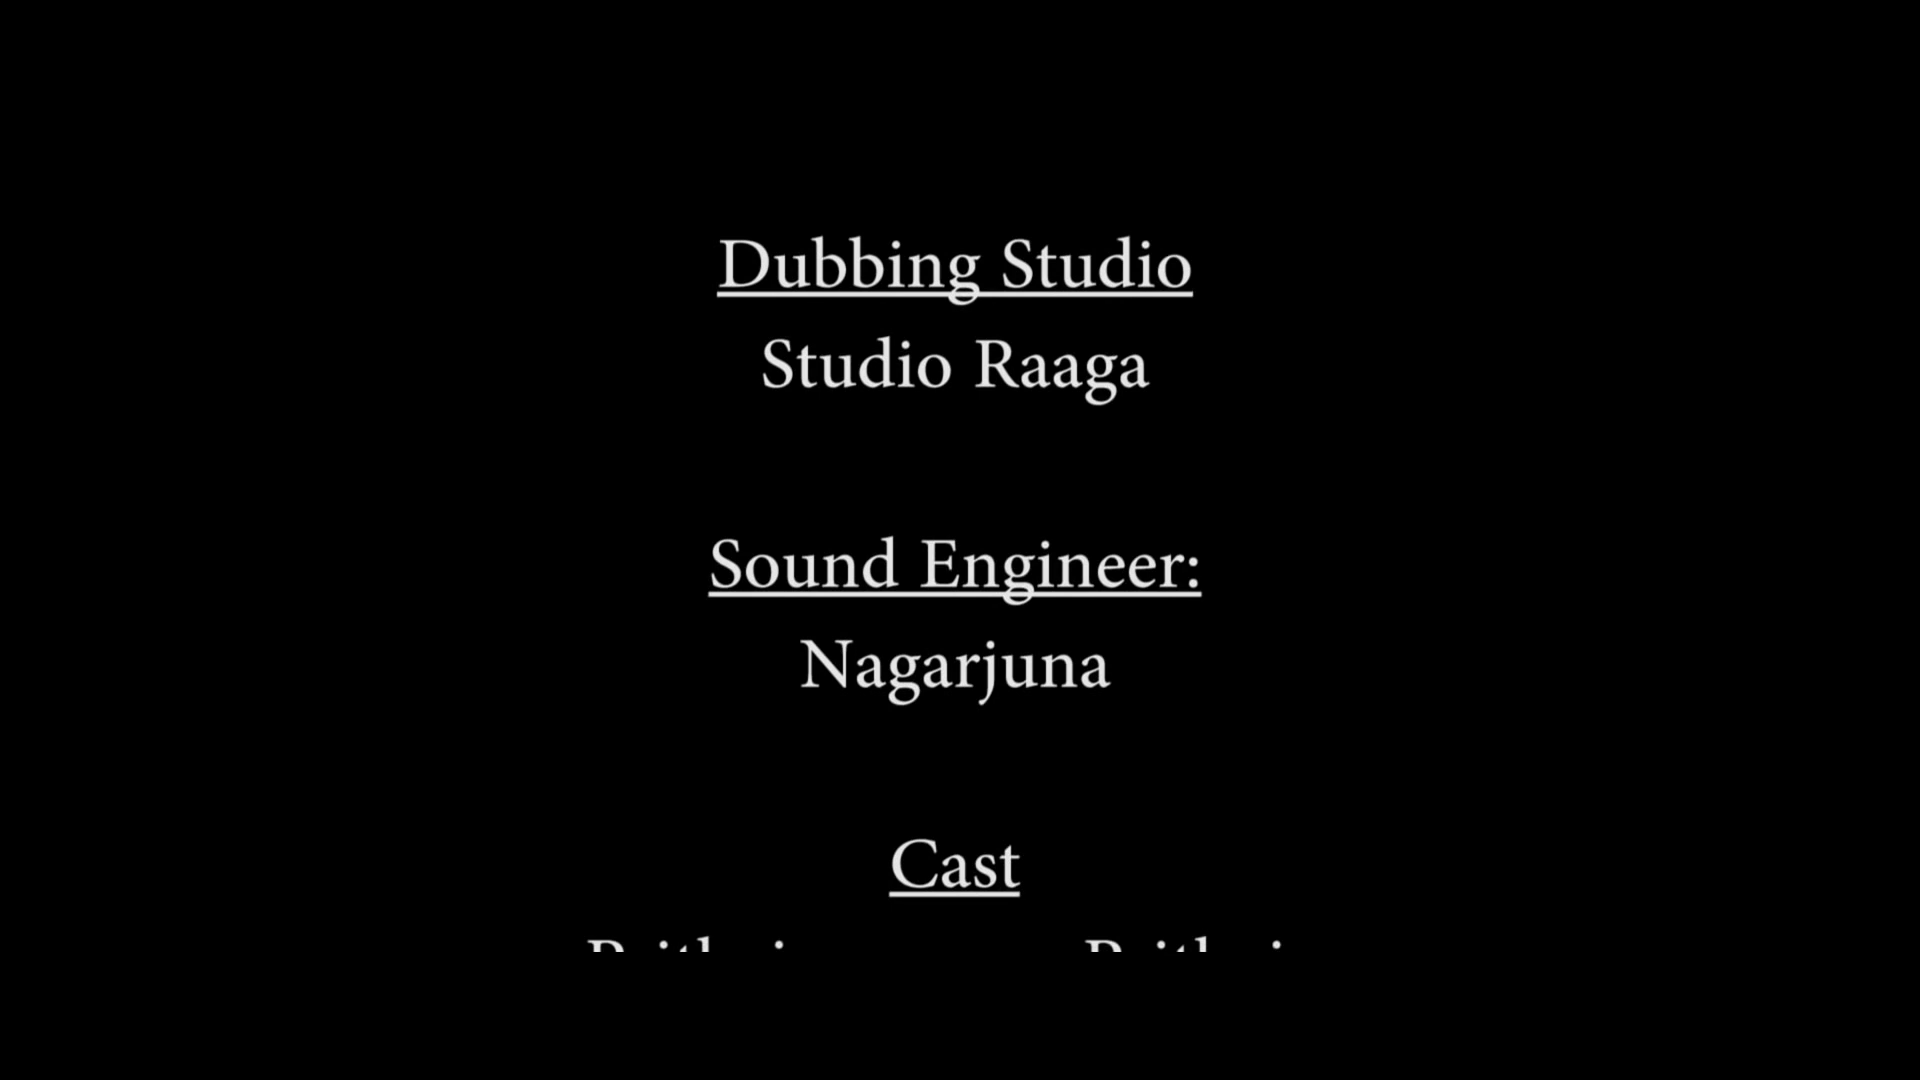 Dubbing Studio
Studio Raaga
Sound Engineer:
Nagarjuna
Cast